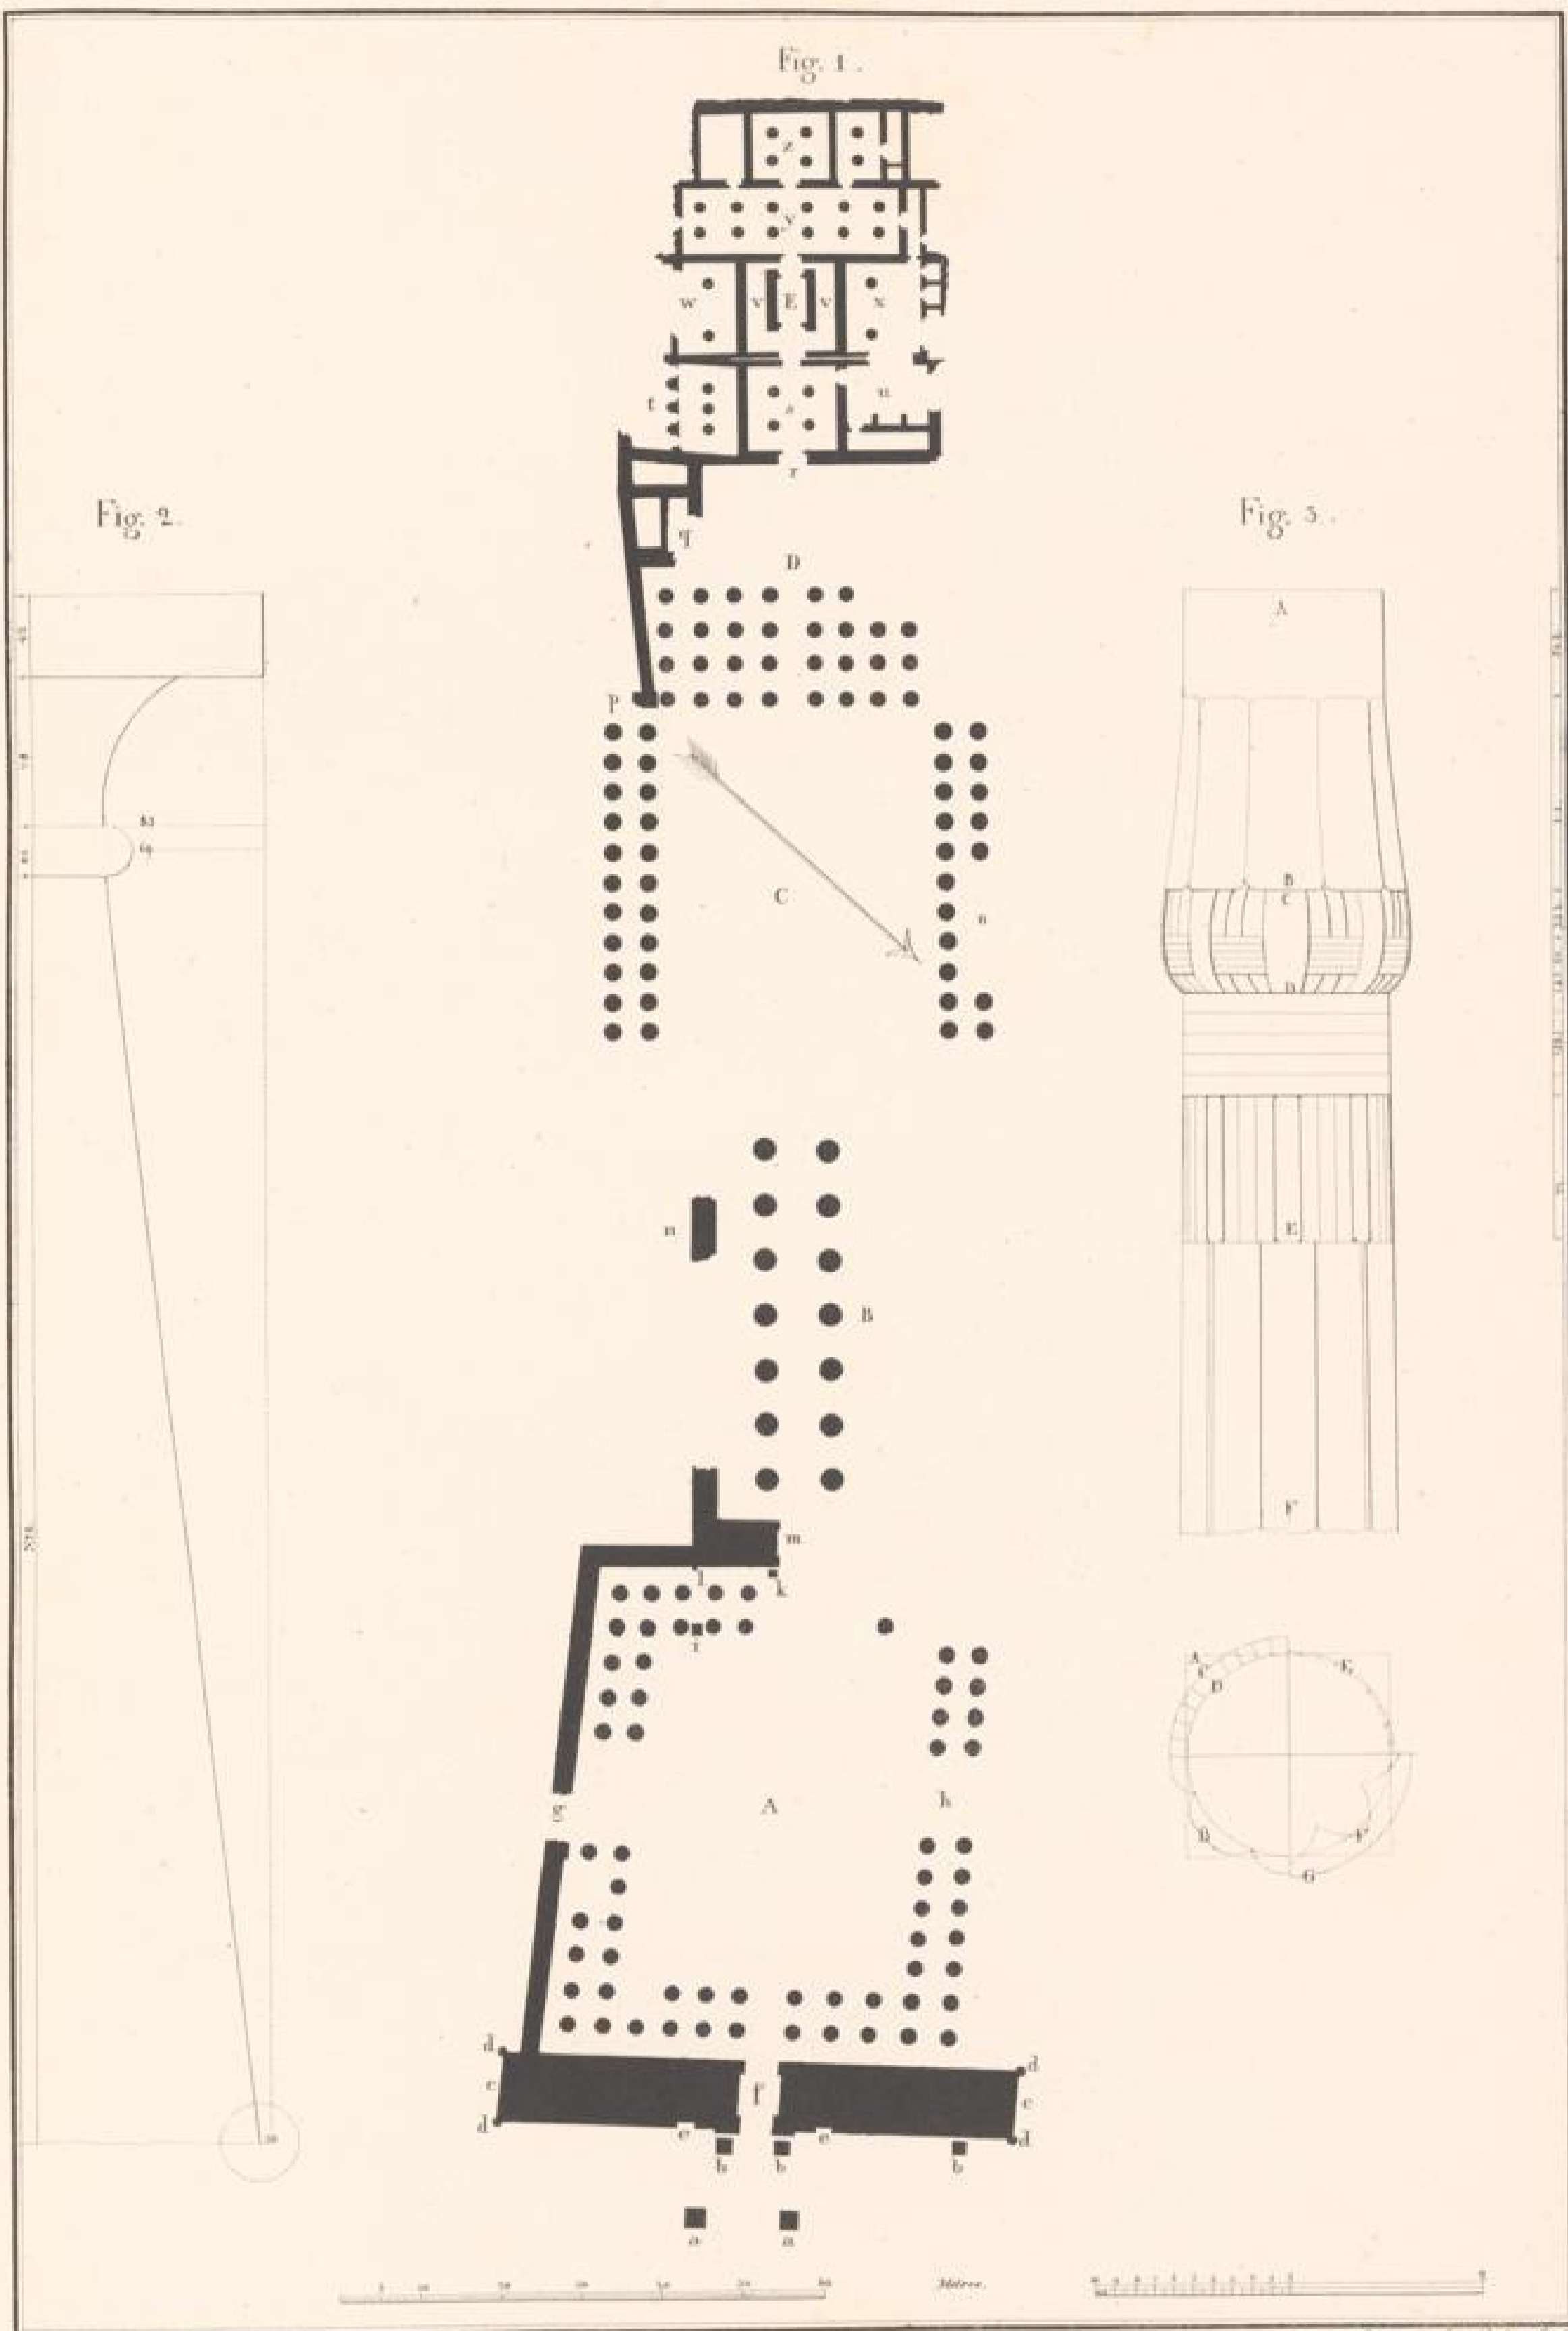 Fig. 1.
z
y
w v E v x
t u
r
q
D
Fig. 2.
Fig. 3.
p
C
o
n
B
m
l
k
i
g A h
d d
c f c
d e e d
b b b
a a
Mètres.
A
B
C
D
E
F
A
C
D
E
B
F
G